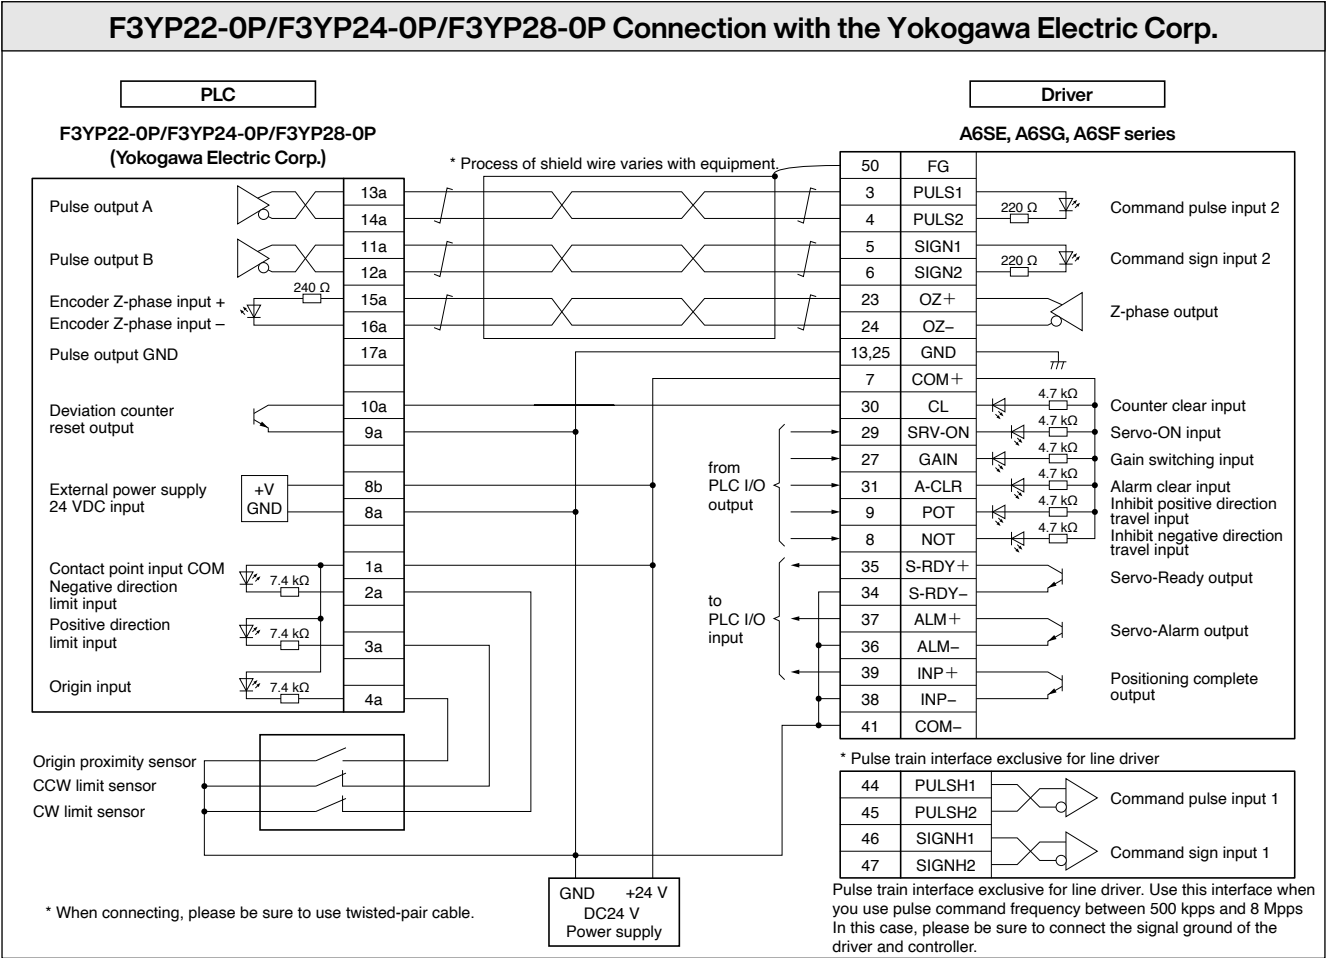 F3YP22-0P/F3YP24-0P/F3YP28-0P Connection with the Yokogawa Electric Corp.
PLC
F3YP22-0P/F3YP24-0P/F3YP28-0P
(Yokogawa Electric Corp.)
Driver
A6SE, A6SG, A6SF series
* Process of shield wire varies with equipment.
Pulse output A
13a
14a
Pulse output B
11a
12a
Encoder Z-phase input +
240 Ω
15a
Encoder Z-phase input –
16a
Pulse output GND
17a
Deviation counter
reset output
10a
9a
External power supply
24 VDC input
+V
GND
8b
8a
Contact point input COM
1a
Negative direction
limit input
7.4 kΩ
2a
Positive direction
limit input
7.4 kΩ
3a
Origin input
7.4 kΩ
4a
Origin proximity sensor
CCW limit sensor
CW limit sensor
from
PLC I/O
output
to
PLC I/O
input
50 FG
3 PULS1
4 PULS2
220 Ω
Command pulse input 2
5 SIGN1
6 SIGN2
220 Ω
Command sign input 2
23 OZ+
24 OZ–
Z-phase output
13,25 GND
7 COM+
30 CL 4.7 kΩ Counter clear input
29 SRV-ON 4.7 kΩ Servo-ON input
27 GAIN 4.7 kΩ Gain switching input
31 A-CLR 4.7 kΩ Alarm clear input
9 POT 4.7 kΩ Inhibit positive direction
travel input
8 NOT 4.7 kΩ Inhibit negative direction
travel input
35 S-RDY+
34 S-RDY–
Servo-Ready output
37 ALM+
36 ALM–
Servo-Alarm output
39 INP+
38 INP–
Positioning complete
output
41 COM–
* Pulse train interface exclusive for line driver
44 PULSH1
45 PULSH2
Command pulse input 1
46 SIGNH1
47 SIGNH2
Command sign input 1
Pulse train interface exclusive for line driver. Use this interface when
you use pulse command frequency between 500 kpps and 8 Mpps
In this case, please be sure to connect the signal ground of the
driver and controller.
GND +24 V
DC24 V
Power supply
* When connecting, please be sure to use twisted-pair cable.